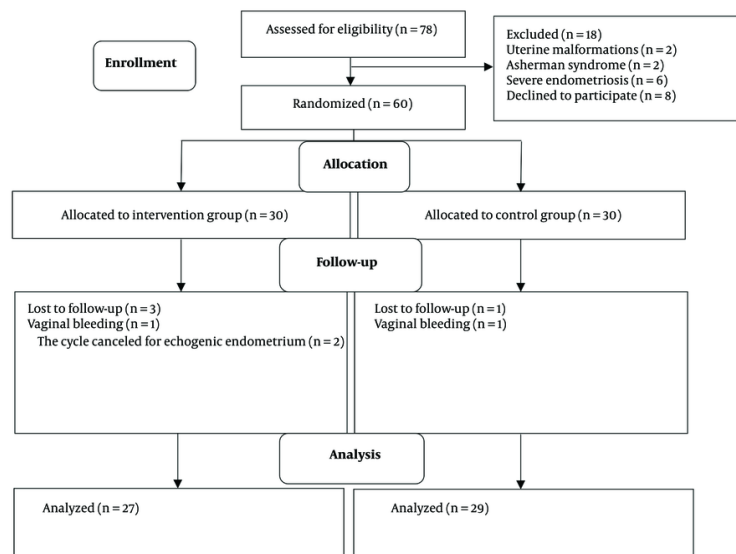 Assessed for eligibility (n = 78)
Enrollment
Excluded (n = 18)
Uterine malformations (n = 2)
Asherman syndrome (n = 2)
Severe endometriosis (n = 6)
Declined to participate (n = 8)
Randomized (n = 60)
Allocation
Allocated to intervention group (n = 30)
Allocated to control group (n = 30)
Follow-up
Lost to follow-up (n = 3)
Vaginal bleeding (n = 1)
The cycle canceled for echogenic endometrium (n = 2)
Lost to follow-up (n = 1)
Vaginal bleeding (n = 1)
Analysis
Analyzed (n = 27)
Analyzed (n = 29)